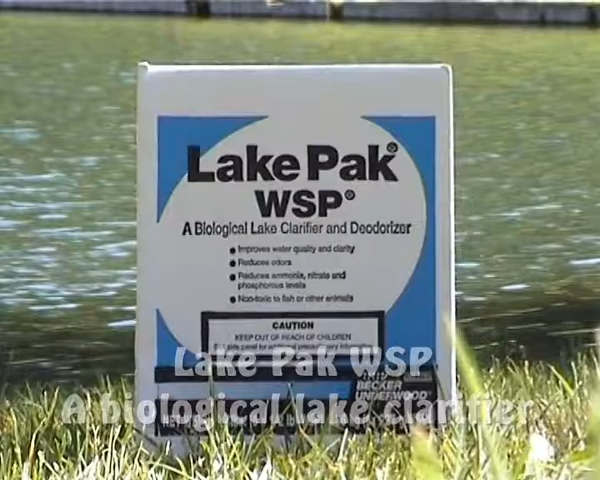 Lake Pak®
WSP®
A Biological Lake Clarifier and Deodorizer
• Improves water quality and clarity
• Reduces odors
• Reduces ammonia, nitrate and
phosphorous levels
• Non-toxic to fish or other animals
CAUTION
KEEP OUT OF REACH OF CHILDREN
Lake Pak WSP
BECKER
UNDERWOOD
A biological lake clarifier